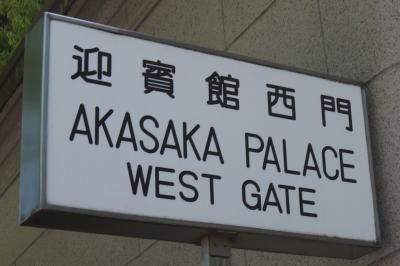 迎賓館西門
AKASAKA PALACE
WEST GATE